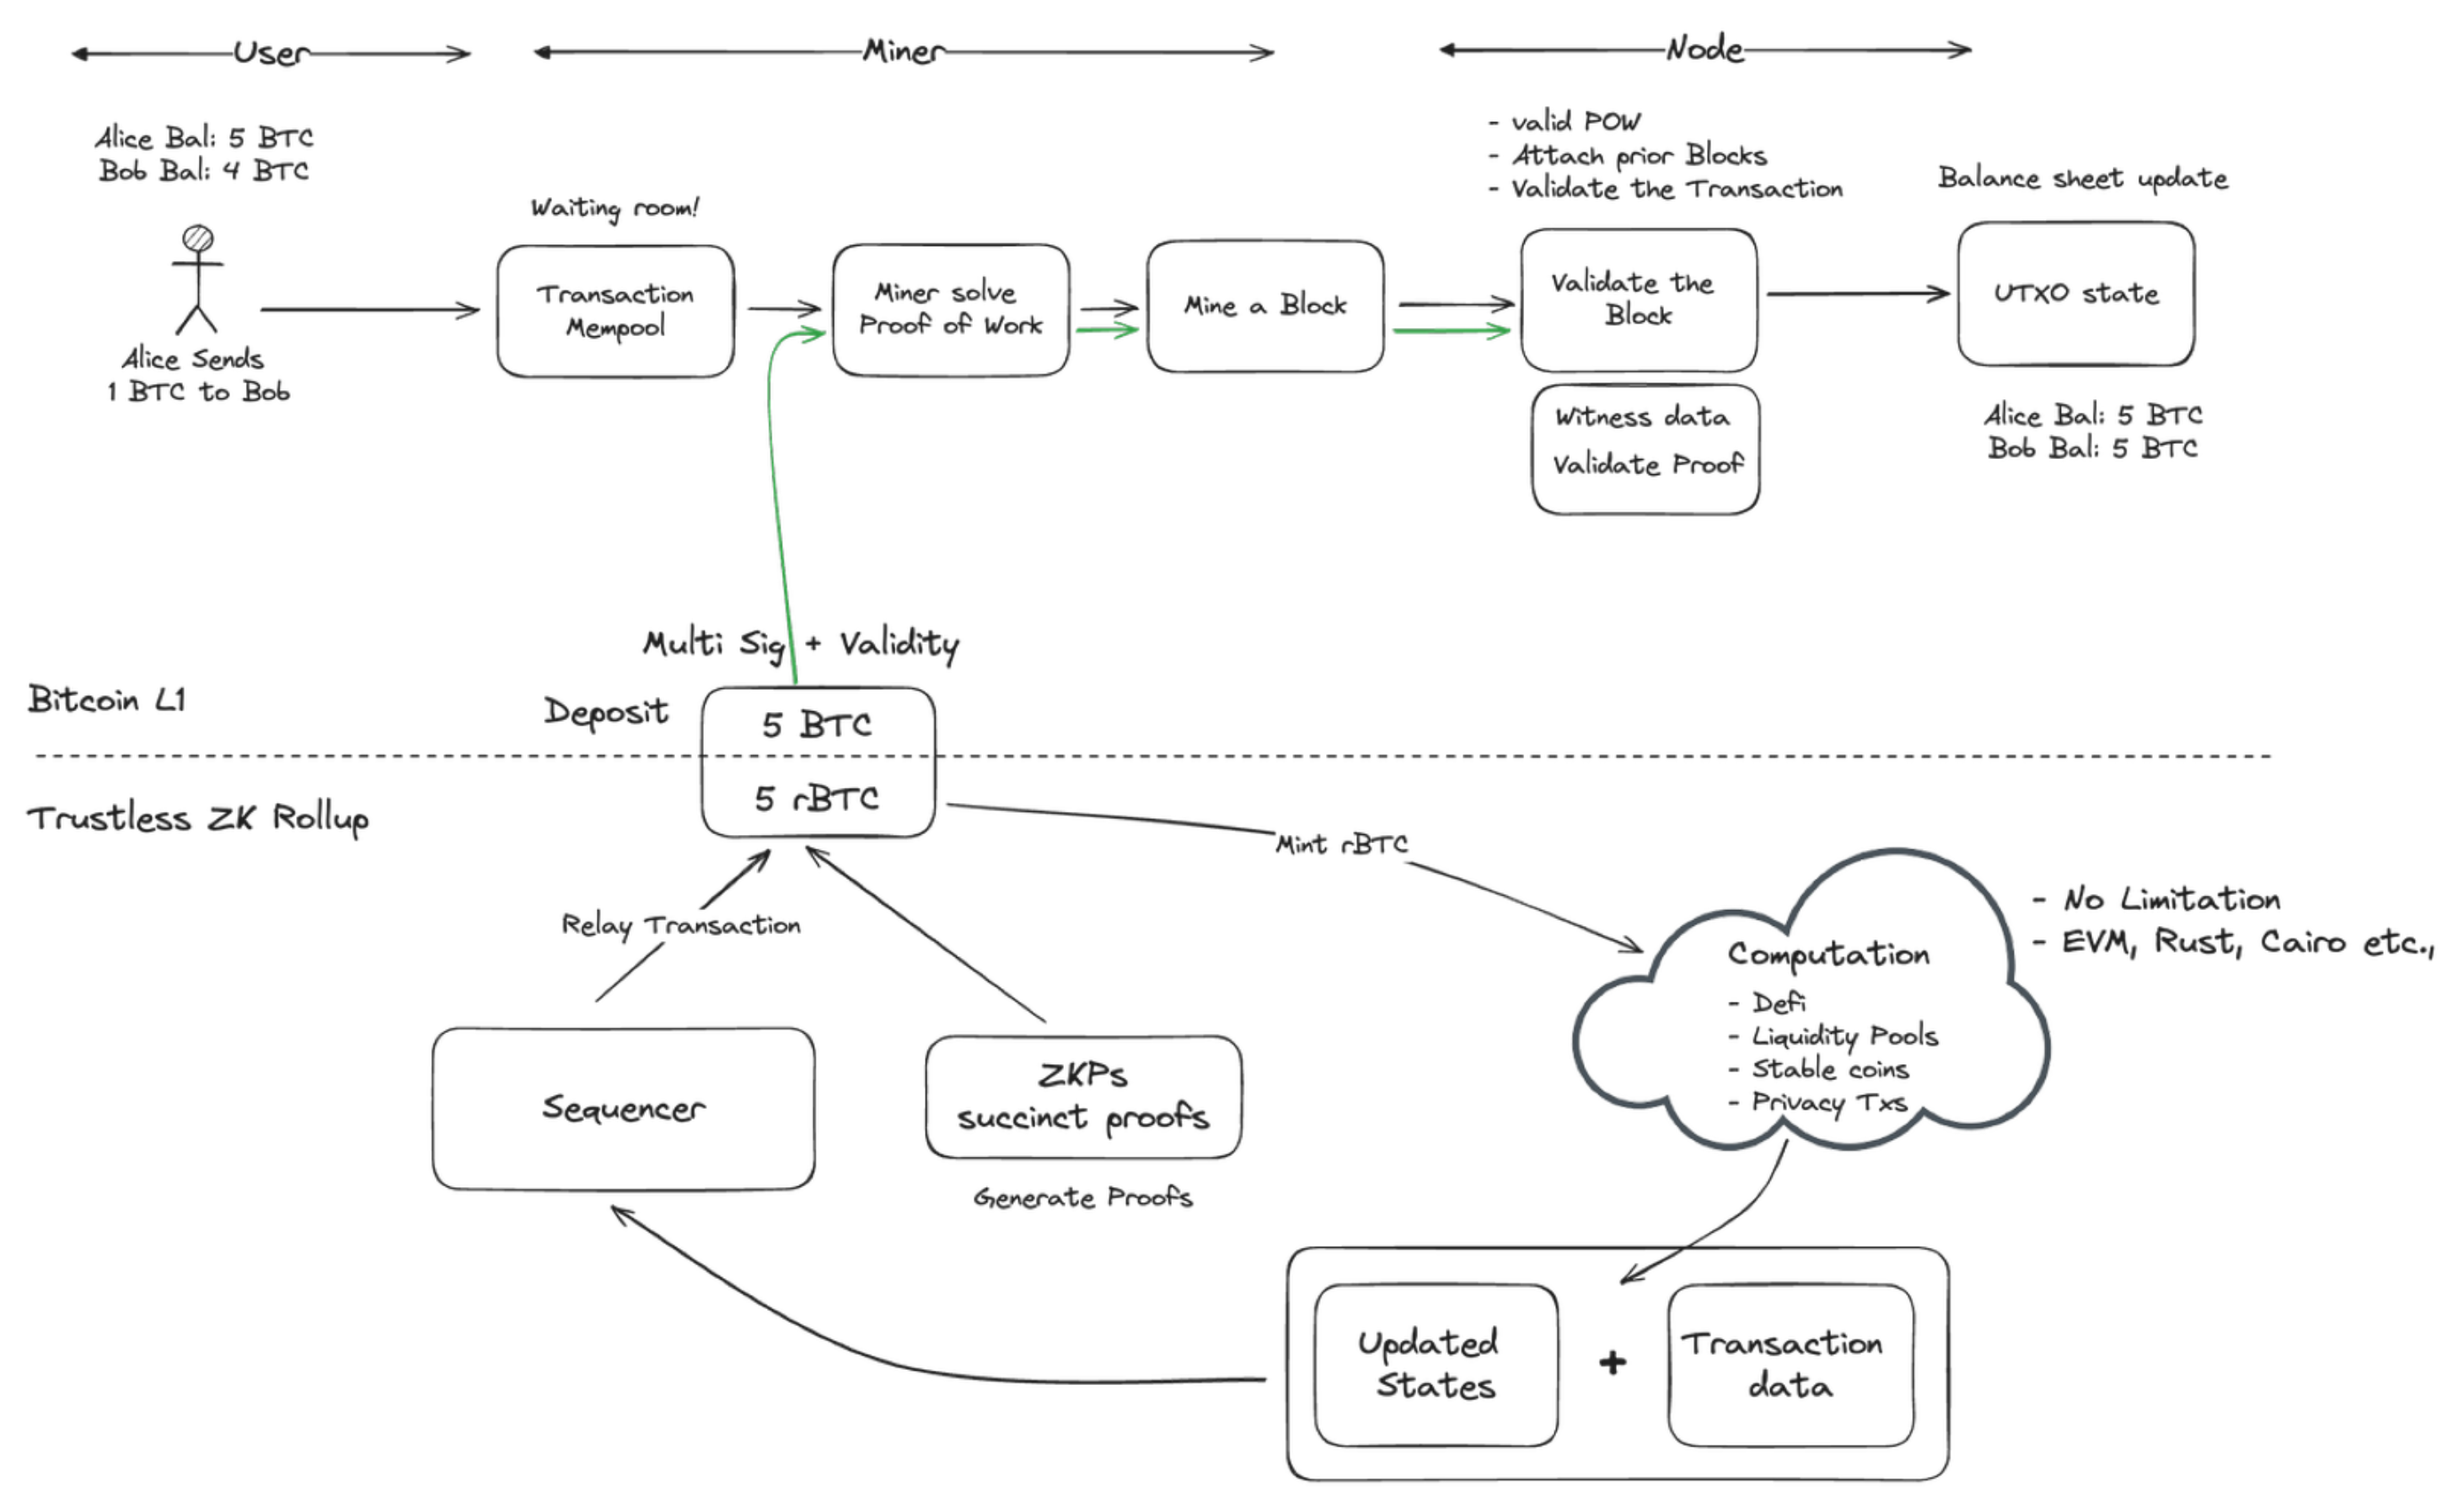 User
Miner
Node
Alice Bal: 5 BTC
Bob Bal: 4 BTC
- valid POW
- Attach prior Blocks
- Validate the Transaction
Balance sheet update
Waiting room!
Transaction
Mempool
Miner solve
Proof of Work
Mine a Block
Validate the
Block
UTXO state
Alice Sends
1 BTC to Bob
Witness data
Validate Proof
Alice Bal: 5 BTC
Bob Bal: 5 BTC
Multi Sig + Validity
Bitcoin L1
Deposit
5 BTC
5 rBTC
Trustless ZK Rollup
Mint rBTC
Relay Transaction
Computation
- Defi
- Liquidity Pools
- Stable coins
- Privacy Txs
- No Limitation
- EVM, Rust, Cairo etc.,
Sequencer
ZKPs
succinct proofs
Generate Proofs
Updated
States
+
Transaction
data